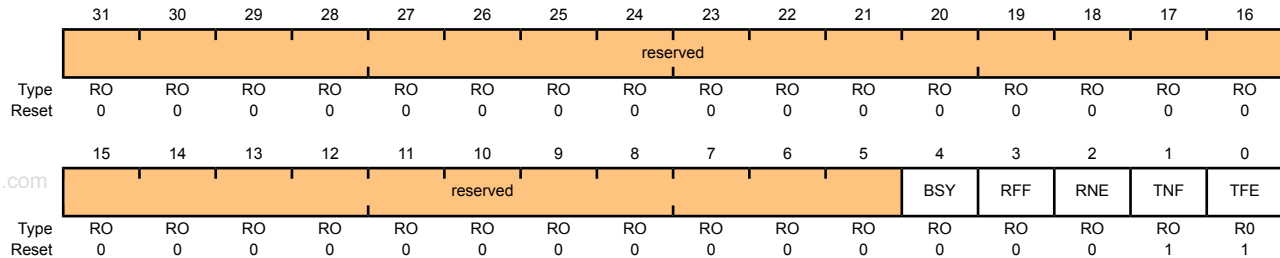 31 30 29 28 27 26 25 24 23 22 21 20 19 18 17 16
reserved
Type RO RO RO RO RO RO RO RO RO RO RO RO RO RO RO RO
Reset 0 0 0 0 0 0 0 0 0 0 0 0 0 0 0 0
15 14 13 12 11 10 9 8 7 6 5 4 3 2 1 0
.com reserved BSY RFF RNE TNF TFE
Type RO RO RO RO RO RO RO RO RO RO RO RO RO RO RO R0
Reset 0 0 0 0 0 0 0 0 0 0 0 0 0 0 1 1